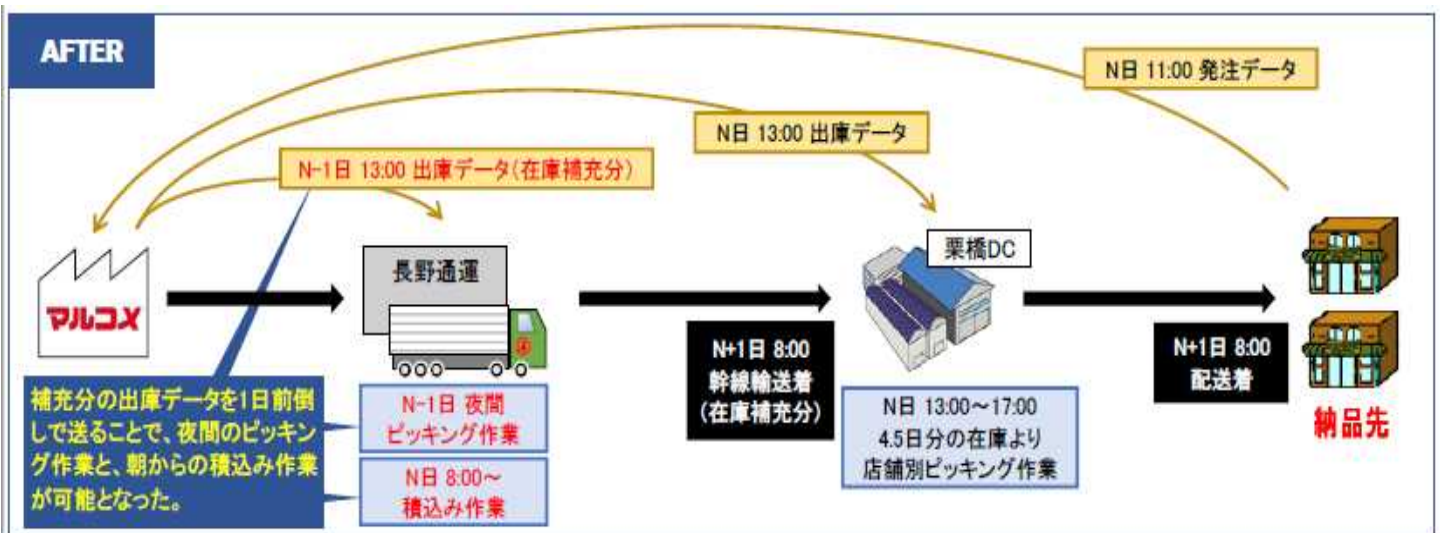 AFTER
N日 11:00 発注データ
N日 13:00 出庫データ
N-1日 13:00 出庫データ(在庫補充分)
マルコメ
長野通運
栗橋DC
N+1日 8:00
幹線輸送着
(在庫補充分)
N+1日 8:00
配送着
納品先
補充分の出庫データを1日前倒
しで送ることで、夜間のピッキン
グ作業と、朝からの積込み作業
が可能となった。
N-1日 夜間
ピッキング作業
N日 8:00～
積込み作業
N日 13:00～17:00
4.5日分の在庫より
店舗別ピッキング作業